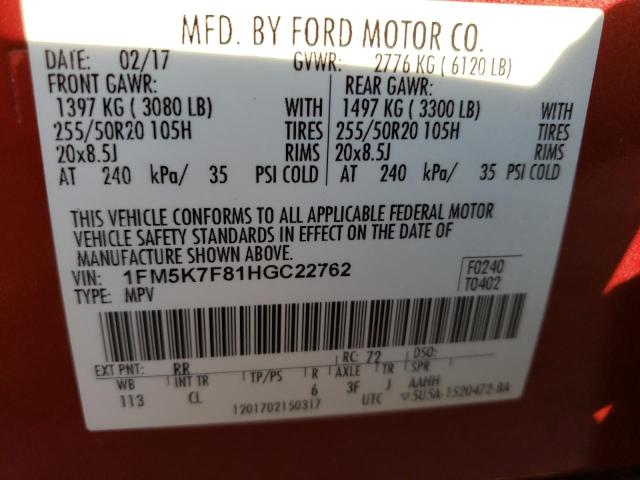 MFD. BY FORD MOTOR CO.
DATE: 02/17 GVWR: 2776 KG ( 6120 LB)
FRONT GAWR: REAR GAWR:
1397 KG ( 3080 LB) WITH 1497 KG ( 3300 LB) WITH
255/50R20 105H TIRES 255/50R20 105H TIRES
20x8.5J RIMS 20x8.5J RIMS
AT 240 kPa/ 35 PSI COLD AT 240 kPa/ 35 PSI COLD
THIS VEHICLE CONFORMS TO ALL APPLICABLE FEDERAL MOTOR
VEHICLE SAFETY STANDARDS IN EFFECT ON THE DATE OF
MANUFACTURE SHOWN ABOVE.
VIN: 1FM5K7F81HGC22762 F0240
TYPE: MPV T0402
EXT PNT: RR RC: 72 DSO:
WB INT TR TP/PS R AXLE TR SPR
113 CL 6 3F J AAHH
1201702150317 UTC ▽5U5A-1520472-BA